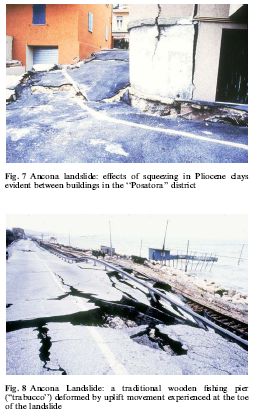 Fig. 7 Ancona landslide: effects of squeezing in Pliocene clays
evident between buildings in the "Posatora" district
Fig. 8 Ancona Landslide: a traditional wooden fishing pier
("trabucco") deformed by uplift movement experienced at the toe
of the landslide